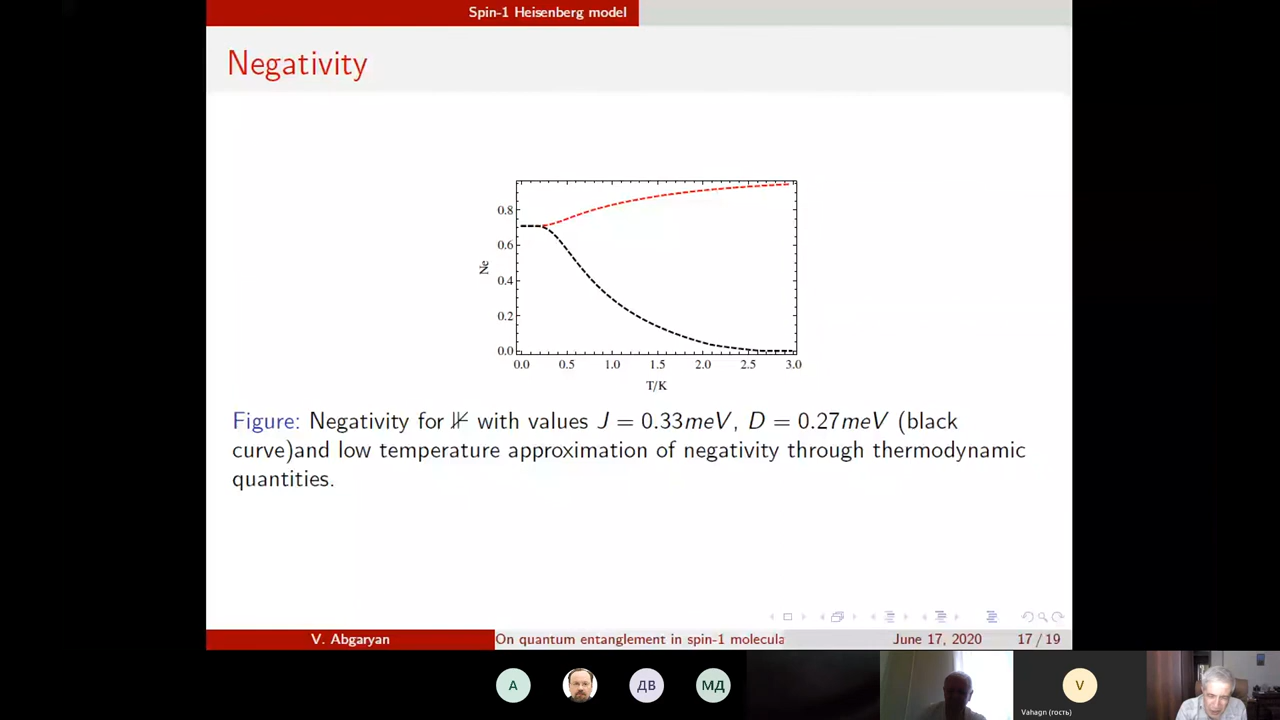 Spin-1 Heisenberg model
Negativity
0.8
0.6
0.4
0.2
0.0
Ne
0.0 0.5 1.0 1.5 2.0 2.5 3.0
T/K
Figure: Negativity for 𝕍 with values J = 0.33meV, D = 0.27meV (black
curve)and low temperature approximation of negativity through thermodynamic
quantities.
V. Abgaryan On quantum entanglement in spin-1 molecula June 17, 2020 17 / 19
A ДВ МД V
Vahagn (гость)